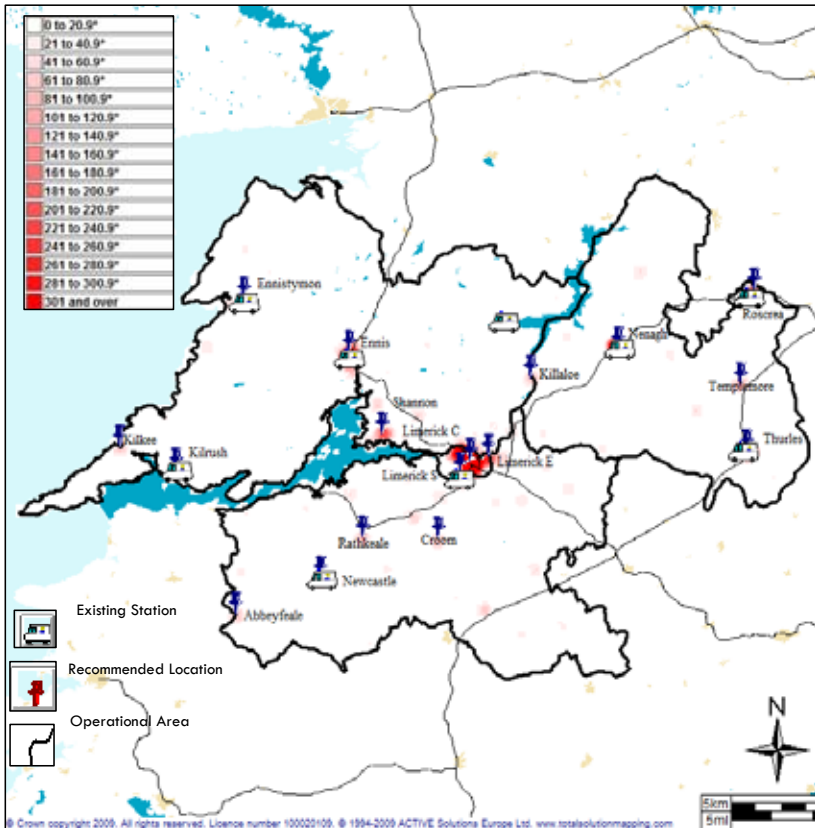 0 to 20.9*
21 to 40.9*
41 to 60.9*
61 to 80.9*
81 to 100.9*
101 to 120.9*
121 to 140.9*
141 to 160.9*
161 to 180.9*
181 to 200.9*
201 to 220.9*
221 to 240.9*
241 to 260.9*
261 to 280.9*
281 to 300.9*
301 and over
Ennistymon
Roscrea
Ennis
Nenagh
Killaloe
Templemore
Shannon
Limerick C
Kilkee
Kilrush
Thurles
Limerick E
Limerick S
Rathkeale
Croom
Newcastle
Abbeyfeale
Existing Station
Recommended Location
Operational Area
N
5km
5ml
© Crown copyright 2009. All rights reserved. Licence number 100020109. © 1994-2009 ACTIVE Solutions Europe Ltd. www.totalsolutionmapping.com